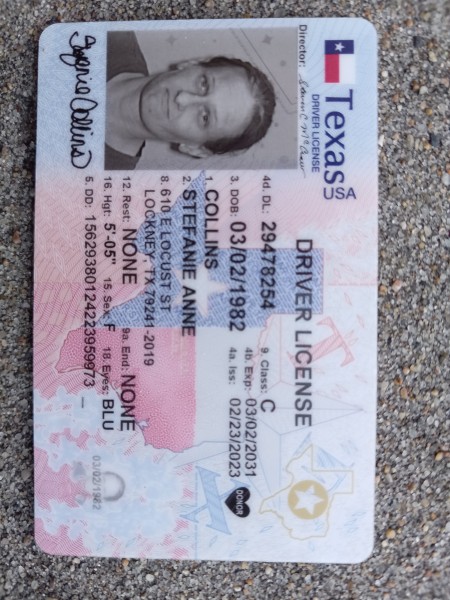 Texas USA
DRIVER LICENSE
Director:
DRIVER LICENSE
4d. DL: 29478254 9. Class: C
3. DOB: 03/02/1982 4b. Exp: 03/02/2031
4a. Iss: 02/23/2023
1. COLLINS
2. STEFANIE ANNE
8. 610 E LOCUST ST
LOCKNEY TX 79241-2019
12. Rest: NONE 9a. End: NONE
16. Hgt: 5'-05" 15. Sex: F 18. Eyes: BLU
5. DD: 15629380124223959973
DONOR
03/02/1982
Collins